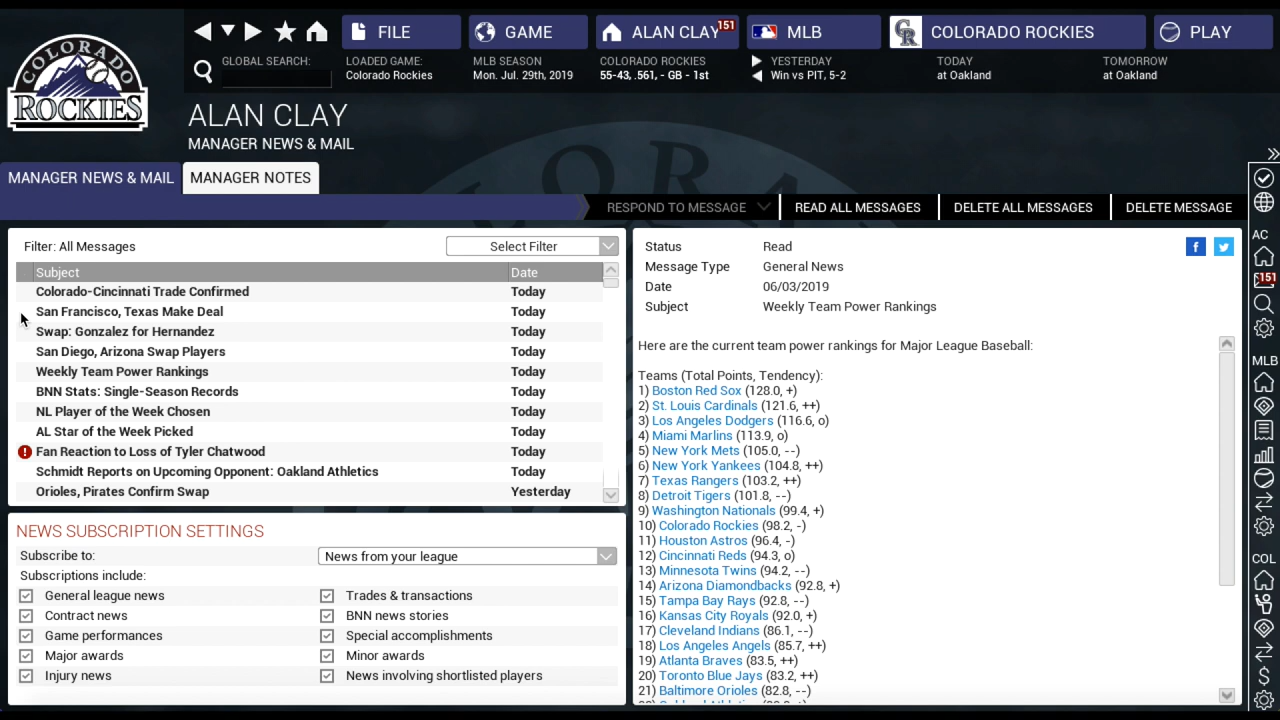 COLORADO
ROCKIES
FILE
GAME
ALAN CLAY
151
MLB
CR
COLORADO ROCKIES
PLAY
GLOBAL SEARCH:
LOADED GAME:
Colorado Rockies
MLB SEASON
Mon. Jul. 29th, 2019
COLORADO ROCKIES
55-43, .561, - GB - 1st
YESTERDAY
Win vs PIT, 5-2
TODAY
at Oakland
TOMORROW
at Oakland
ALAN CLAY
MANAGER NEWS & MAIL
MANAGER NEWS & MAIL
MANAGER NOTES
RESPOND TO MESSAGE
READ ALL MESSAGES
DELETE ALL MESSAGES
DELETE MESSAGE
Filter: All Messages
Select Filter
Subject Date
Colorado-Cincinnati Trade Confirmed Today
San Francisco, Texas Make Deal Today
Swap: Gonzalez for Hernandez Today
San Diego, Arizona Swap Players Today
Weekly Team Power Rankings Today
BNN Stats: Single-Season Records Today
NL Player of the Week Chosen Today
AL Star of the Week Picked Today
! Fan Reaction to Loss of Tyler Chatwood Today
Schmidt Reports on Upcoming Opponent: Oakland Athletics Today
Orioles, Pirates Confirm Swap Yesterday
NEWS SUBSCRIPTION SETTINGS
Subscribe to: News from your league
Subscriptions include:
General league news Trades & transactions
Contract news BNN news stories
Game performances Special accomplishments
Major awards Minor awards
Injury news News involving shortlisted players
Status Read
Message Type General News
Date 06/03/2019
Subject Weekly Team Power Rankings
Here are the current team power rankings for Major League Baseball:
Teams (Total Points, Tendency):
1) Boston Red Sox (128.0, +)
2) St. Louis Cardinals (121.6, ++)
3) Los Angeles Dodgers (116.6, o)
4) Miami Marlins (113.9, o)
5) New York Mets (105.0, --)
6) New York Yankees (104.8, ++)
7) Texas Rangers (103.2, ++)
8) Detroit Tigers (101.8, --)
9) Washington Nationals (99.4, +)
10) Colorado Rockies (98.2, -)
11) Houston Astros (96.4, -)
12) Cincinnati Reds (94.3, o)
13) Minnesota Twins (94.2, --)
14) Arizona Diamondbacks (92.8, +)
15) Tampa Bay Rays (92.8, --)
16) Kansas City Royals (92.0, +)
17) Cleveland Indians (86.1, --)
18) Los Angeles Angels (85.7, ++)
19) Atlanta Braves (83.5, ++)
20) Toronto Blue Jays (83.2, ++)
21) Baltimore Orioles (82.8, --)
AC
151
MLB
COL